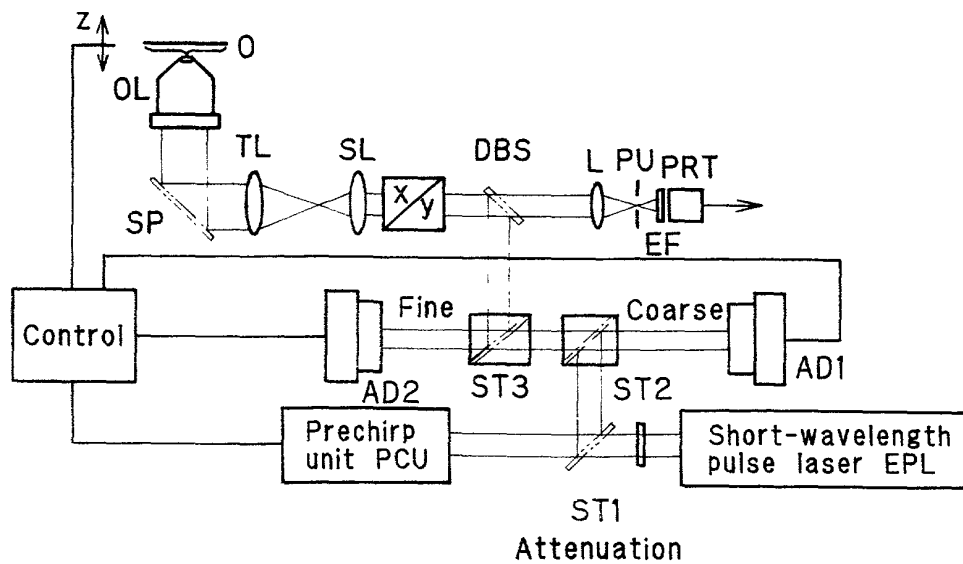 Z
O
OL
TL
SL
DBS
L
PU
PRT
SP
x
y
EF
Control
Fine
Coarse
AD2
ST3
ST2
AD1
Prechirp
unit PCU
Short-wavelength
pulse laser EPL
ST1
Attenuation